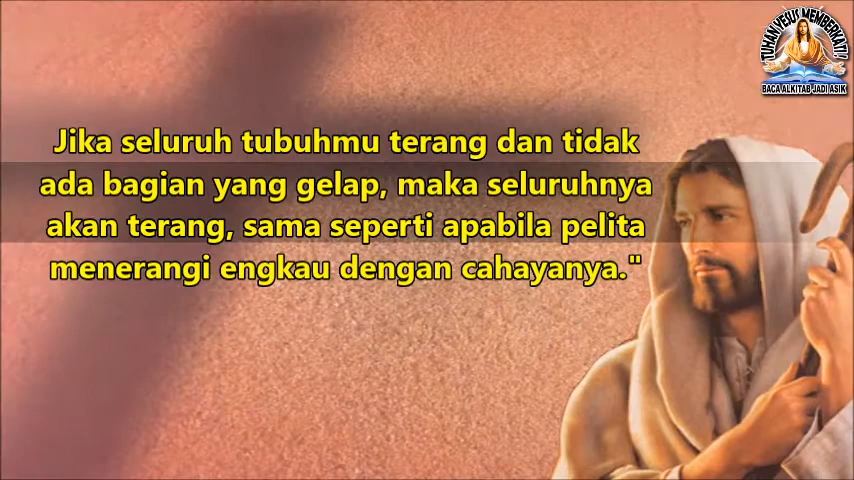 TUHAN YESUS MEMBERKATI!
BACA ALKITAB JADI ASIK
Jika seluruh tubuhmu terang dan tidak
ada bagian yang gelap, maka seluruhnya
akan terang, sama seperti apabila pelita
menerangi engkau dengan cahayanya."